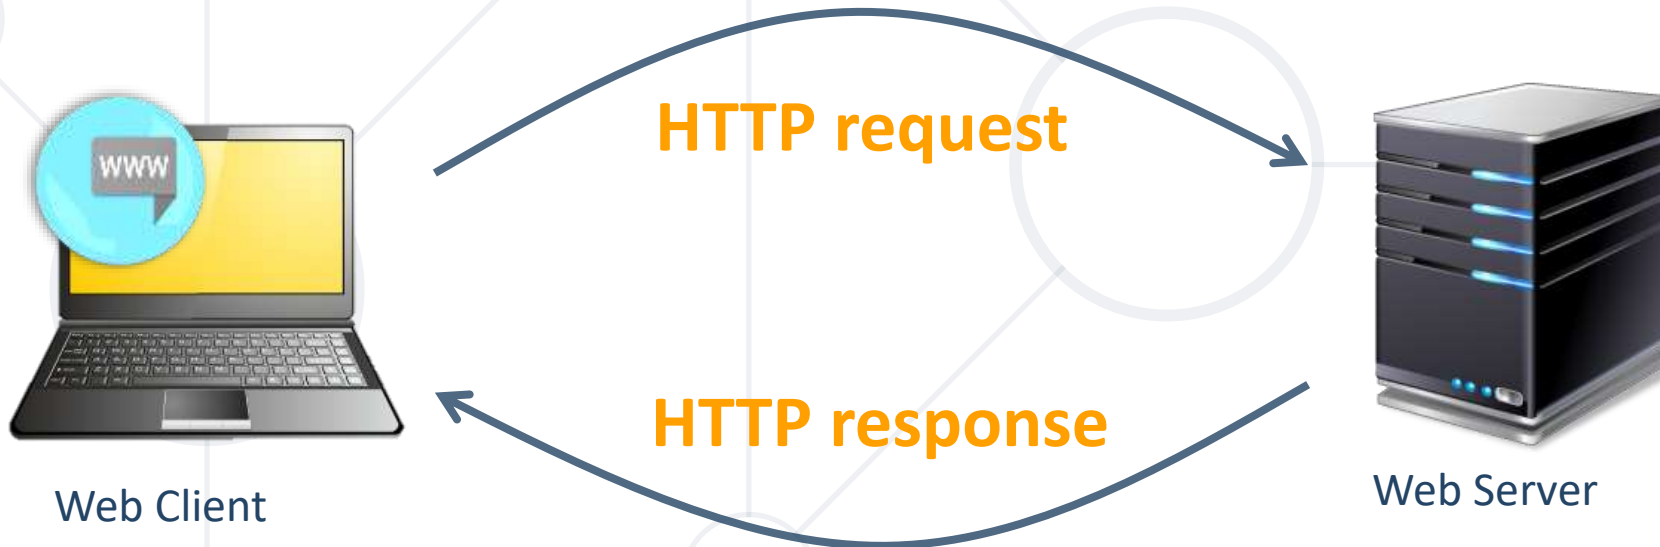 HTTP request
WWW
HTTP response
Web Client
Web Server